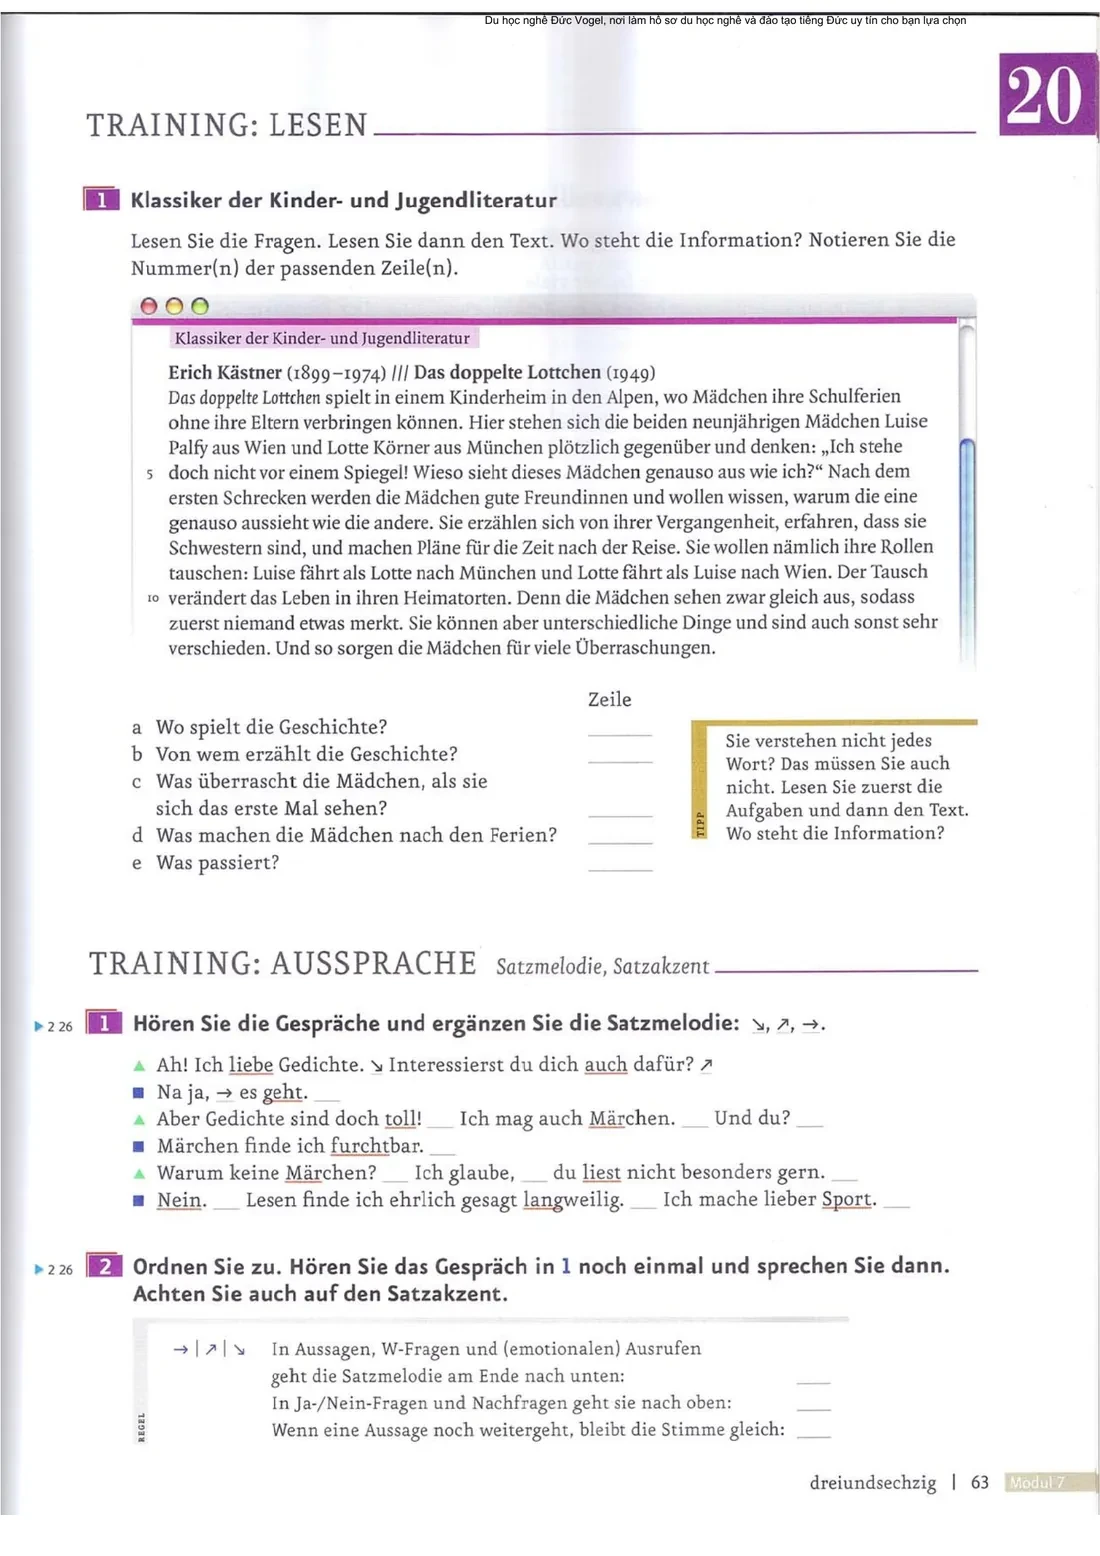 Du học nghề Đức Vogel, nơi làm hồ sơ du học nghề và đào tạo tiếng Đức uy tín cho bạn lựa chọn
20
TRAINING: LESEN
1 Klassiker der Kinder- und Jugendliteratur
Lesen Sie die Fragen. Lesen Sie dann den Text. Wo steht die Information? Notieren Sie die
Nummer(n) der passenden Zeile(n).
Klassiker der Kinder- und Jugendliteratur
Erich Kästner (1899–1974) /// Das doppelte Lottchen (1949)
Das doppelte Lottchen spielt in einem Kinderheim in den Alpen, wo Mädchen ihre Schulferien
ohne ihre Eltern verbringen können. Hier stehen sich die beiden neunjährigen Mädchen Luise
Palfy aus Wien und Lotte Körner aus München plötzlich gegenüber und denken: „Ich stehe
5 doch nicht vor einem Spiegel! Wieso sieht dieses Mädchen genauso aus wie ich?“ Nach dem
ersten Schrecken werden die Mädchen gute Freundinnen und wollen wissen, warum die eine
genauso aussieht wie die andere. Sie erzählen sich von ihrer Vergangenheit, erfahren, dass sie
Schwestern sind, und machen Pläne für die Zeit nach der Reise. Sie wollen nämlich ihre Rollen
tauschen: Luise fährt als Lotte nach München und Lotte fährt als Luise nach Wien. Der Tausch
10 verändert das Leben in ihren Heimatorten. Denn die Mädchen sehen zwar gleich aus, sodass
zuerst niemand etwas merkt. Sie können aber unterschiedliche Dinge und sind auch sonst sehr
verschieden. Und so sorgen die Mädchen für viele Überraschungen.
Zeile
a Wo spielt die Geschichte?
b Von wem erzählt die Geschichte?
c Was überrascht die Mädchen, als sie
sich das erste Mal sehen?
d Was machen die Mädchen nach den Ferien?
e Was passiert?
TIPP
Sie verstehen nicht jedes
Wort? Das müssen Sie auch
nicht. Lesen Sie zuerst die
Aufgaben und dann den Text.
Wo steht die Information?
TRAINING: AUSSPRACHE Satzmelodie, Satzakzent
▶ 2 26 1 Hören Sie die Gespräche und ergänzen Sie die Satzmelodie: ↘, ↗, →.
▲ Ah! Ich liebe Gedichte. ↘ Interessierst du dich auch dafür? ↗
■ Na ja, → es geht. ___
▲ Aber Gedichte sind doch toll! ___ Ich mag auch Märchen. ___ Und du? ___
■ Märchen finde ich furchtbar. ___
▲ Warum keine Märchen? ___ Ich glaube, ___ du liest nicht besonders gern. ___
■ Nein. ___ Lesen finde ich ehrlich gesagt langweilig. ___ Ich mache lieber Sport. ___
▶ 2 26 2 Ordnen Sie zu. Hören Sie das Gespräch in 1 noch einmal und sprechen Sie dann.
Achten Sie auch auf den Satzakzent.
REGEL
→ | ↗ | ↘ In Aussagen, W-Fragen und (emotionalen) Ausrufen
geht die Satzmelodie am Ende nach unten: ___
In Ja-/Nein-Fragen und Nachfragen geht sie nach oben: ___
Wenn eine Aussage noch weitergeht, bleibt die Stimme gleich: ___
dreiundsechzig | 63 Modul 7